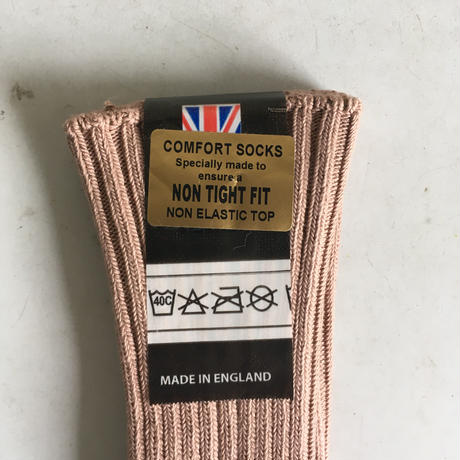 COMFORT SOCKS
Specially made to
ensure a
NON TIGHT FIT
NON ELASTIC TOP
40C
MADE IN ENGLAND